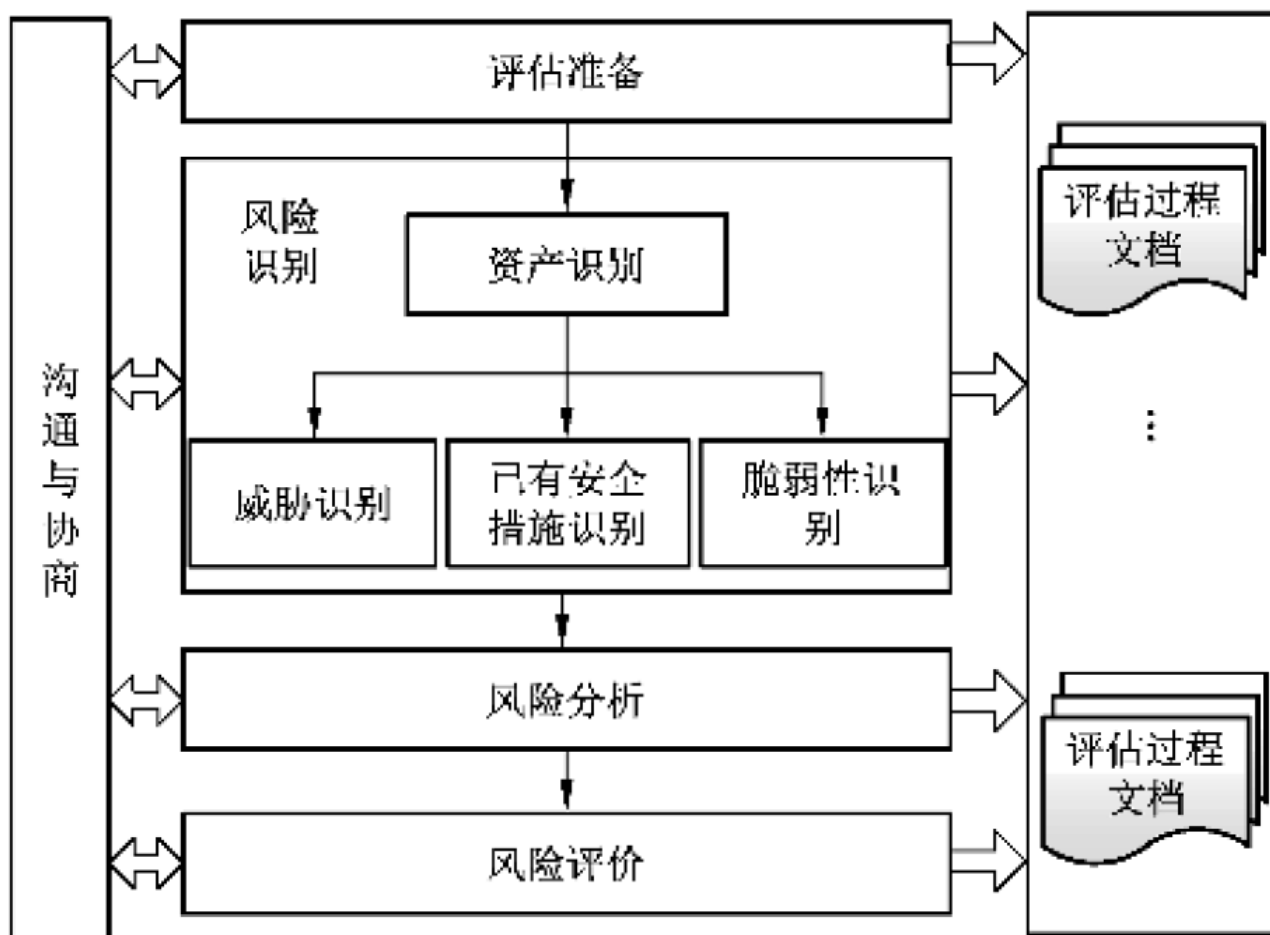 评估准备
风险
识别
资产识别
威胁识别
已有安全
措施识别
脆弱性识
别
风险分析
风险评价
沟
通
与
协
商
评估过程
文档
⋮
评估过程
文档